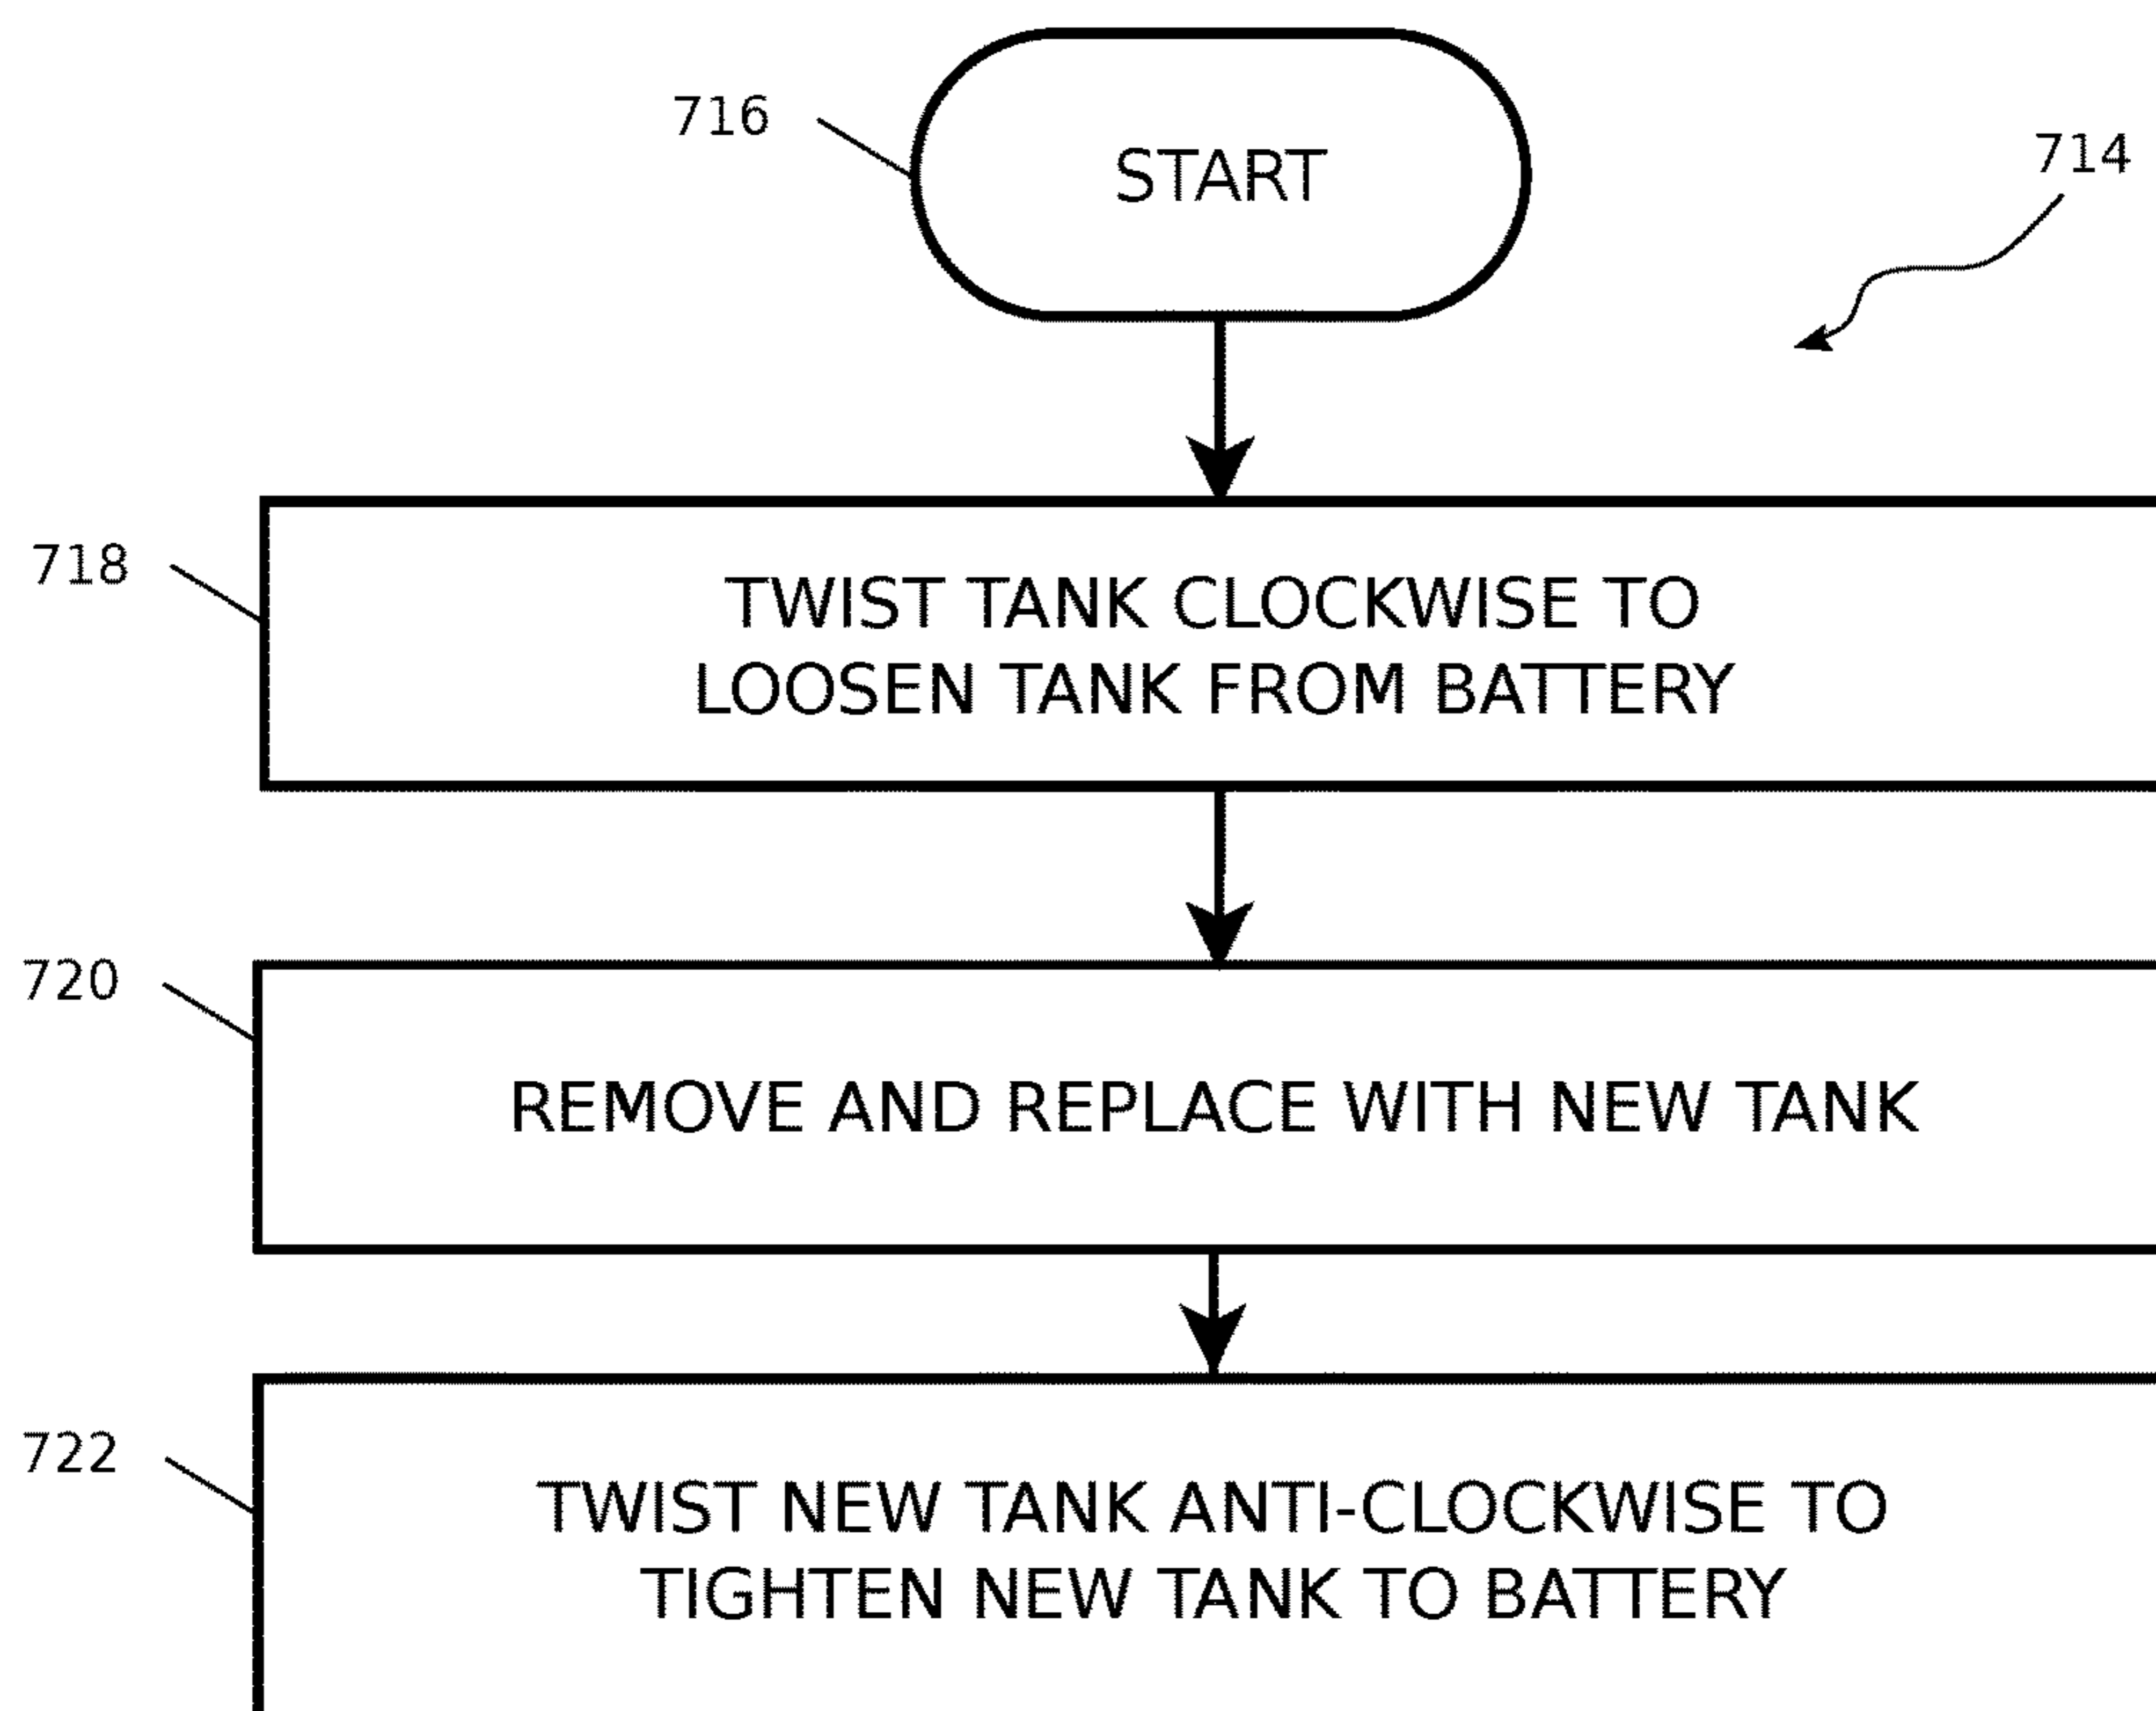 716
START
714
718
TWIST TANK CLOCKWISE TO
LOOSEN TANK FROM BATTERY
720
REMOVE AND REPLACE WITH NEW TANK
722
TWIST NEW TANK ANTI-CLOCKWISE TO
TIGHTEN NEW TANK TO BATTERY